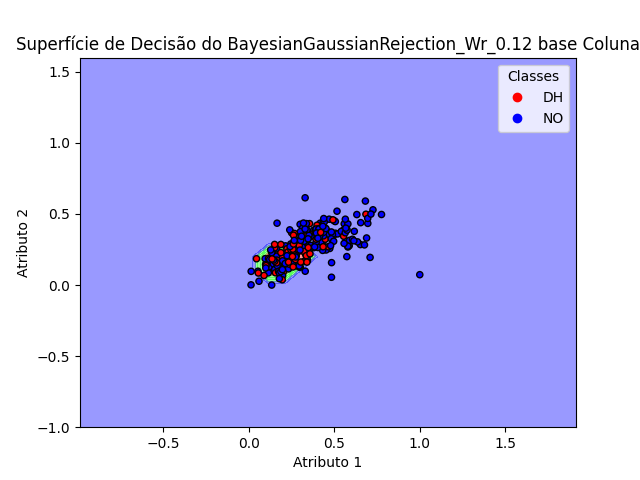 Superfície de Decisão do BayesianGaussianRejection_Wr_0.12 base Coluna
Classes
DH
NO
1.5
1.0
0.5
0.0
−0.5
−1.0
Atributo 2
−0.5
0.0
0.5
1.0
1.5
Atributo 1